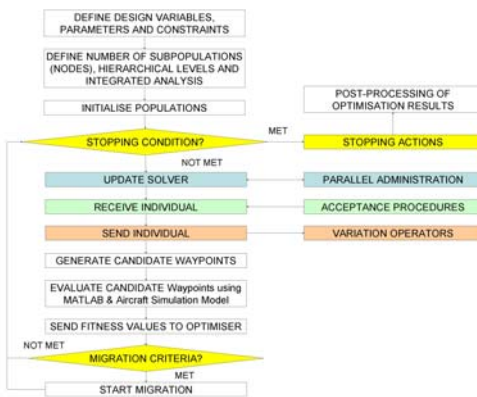 DEFINE DESIGN VARIABLES,
PARAMETERS AND CONSTRAINTS
DEFINE NUMBER OF SUBPOPULATIONS
(NODES), HIERARCHICAL LEVELS AND
INTEGRATED ANALYSIS
INITIALISE POPULATIONS
POST-PROCESSING OF
OPTIMISATION RESULTS
STOPPING CONDITION?
MET
STOPPING ACTIONS
NOT MET
UPDATE SOLVER
PARALLEL ADMINISTRATION
RECEIVE INDIVIDUAL
ACCEPTANCE PROCEDURES
SEND INDIVIDUAL
VARIATION OPERATORS
GENERATE CANDIDATE WAYPOINTS
EVALUATE CANDIDATE Waypoints using
MATLAB & Aircraft Simulation Model
SEND FITNESS VALUES TO OPTIMISER
NOT MET
MIGRATION CRITERIA?
MET
START MIGRATION